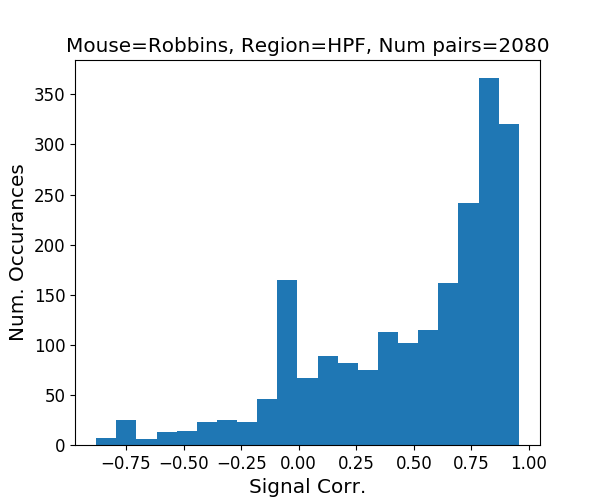 Mouse=Robbins, Region=HPF, Num pairs=2080
Num. Occurances
350
300
250
200
150
100
50
0
−0.75 −0.50 −0.25 0.00 0.25 0.50 0.75 1.00
Signal Corr.